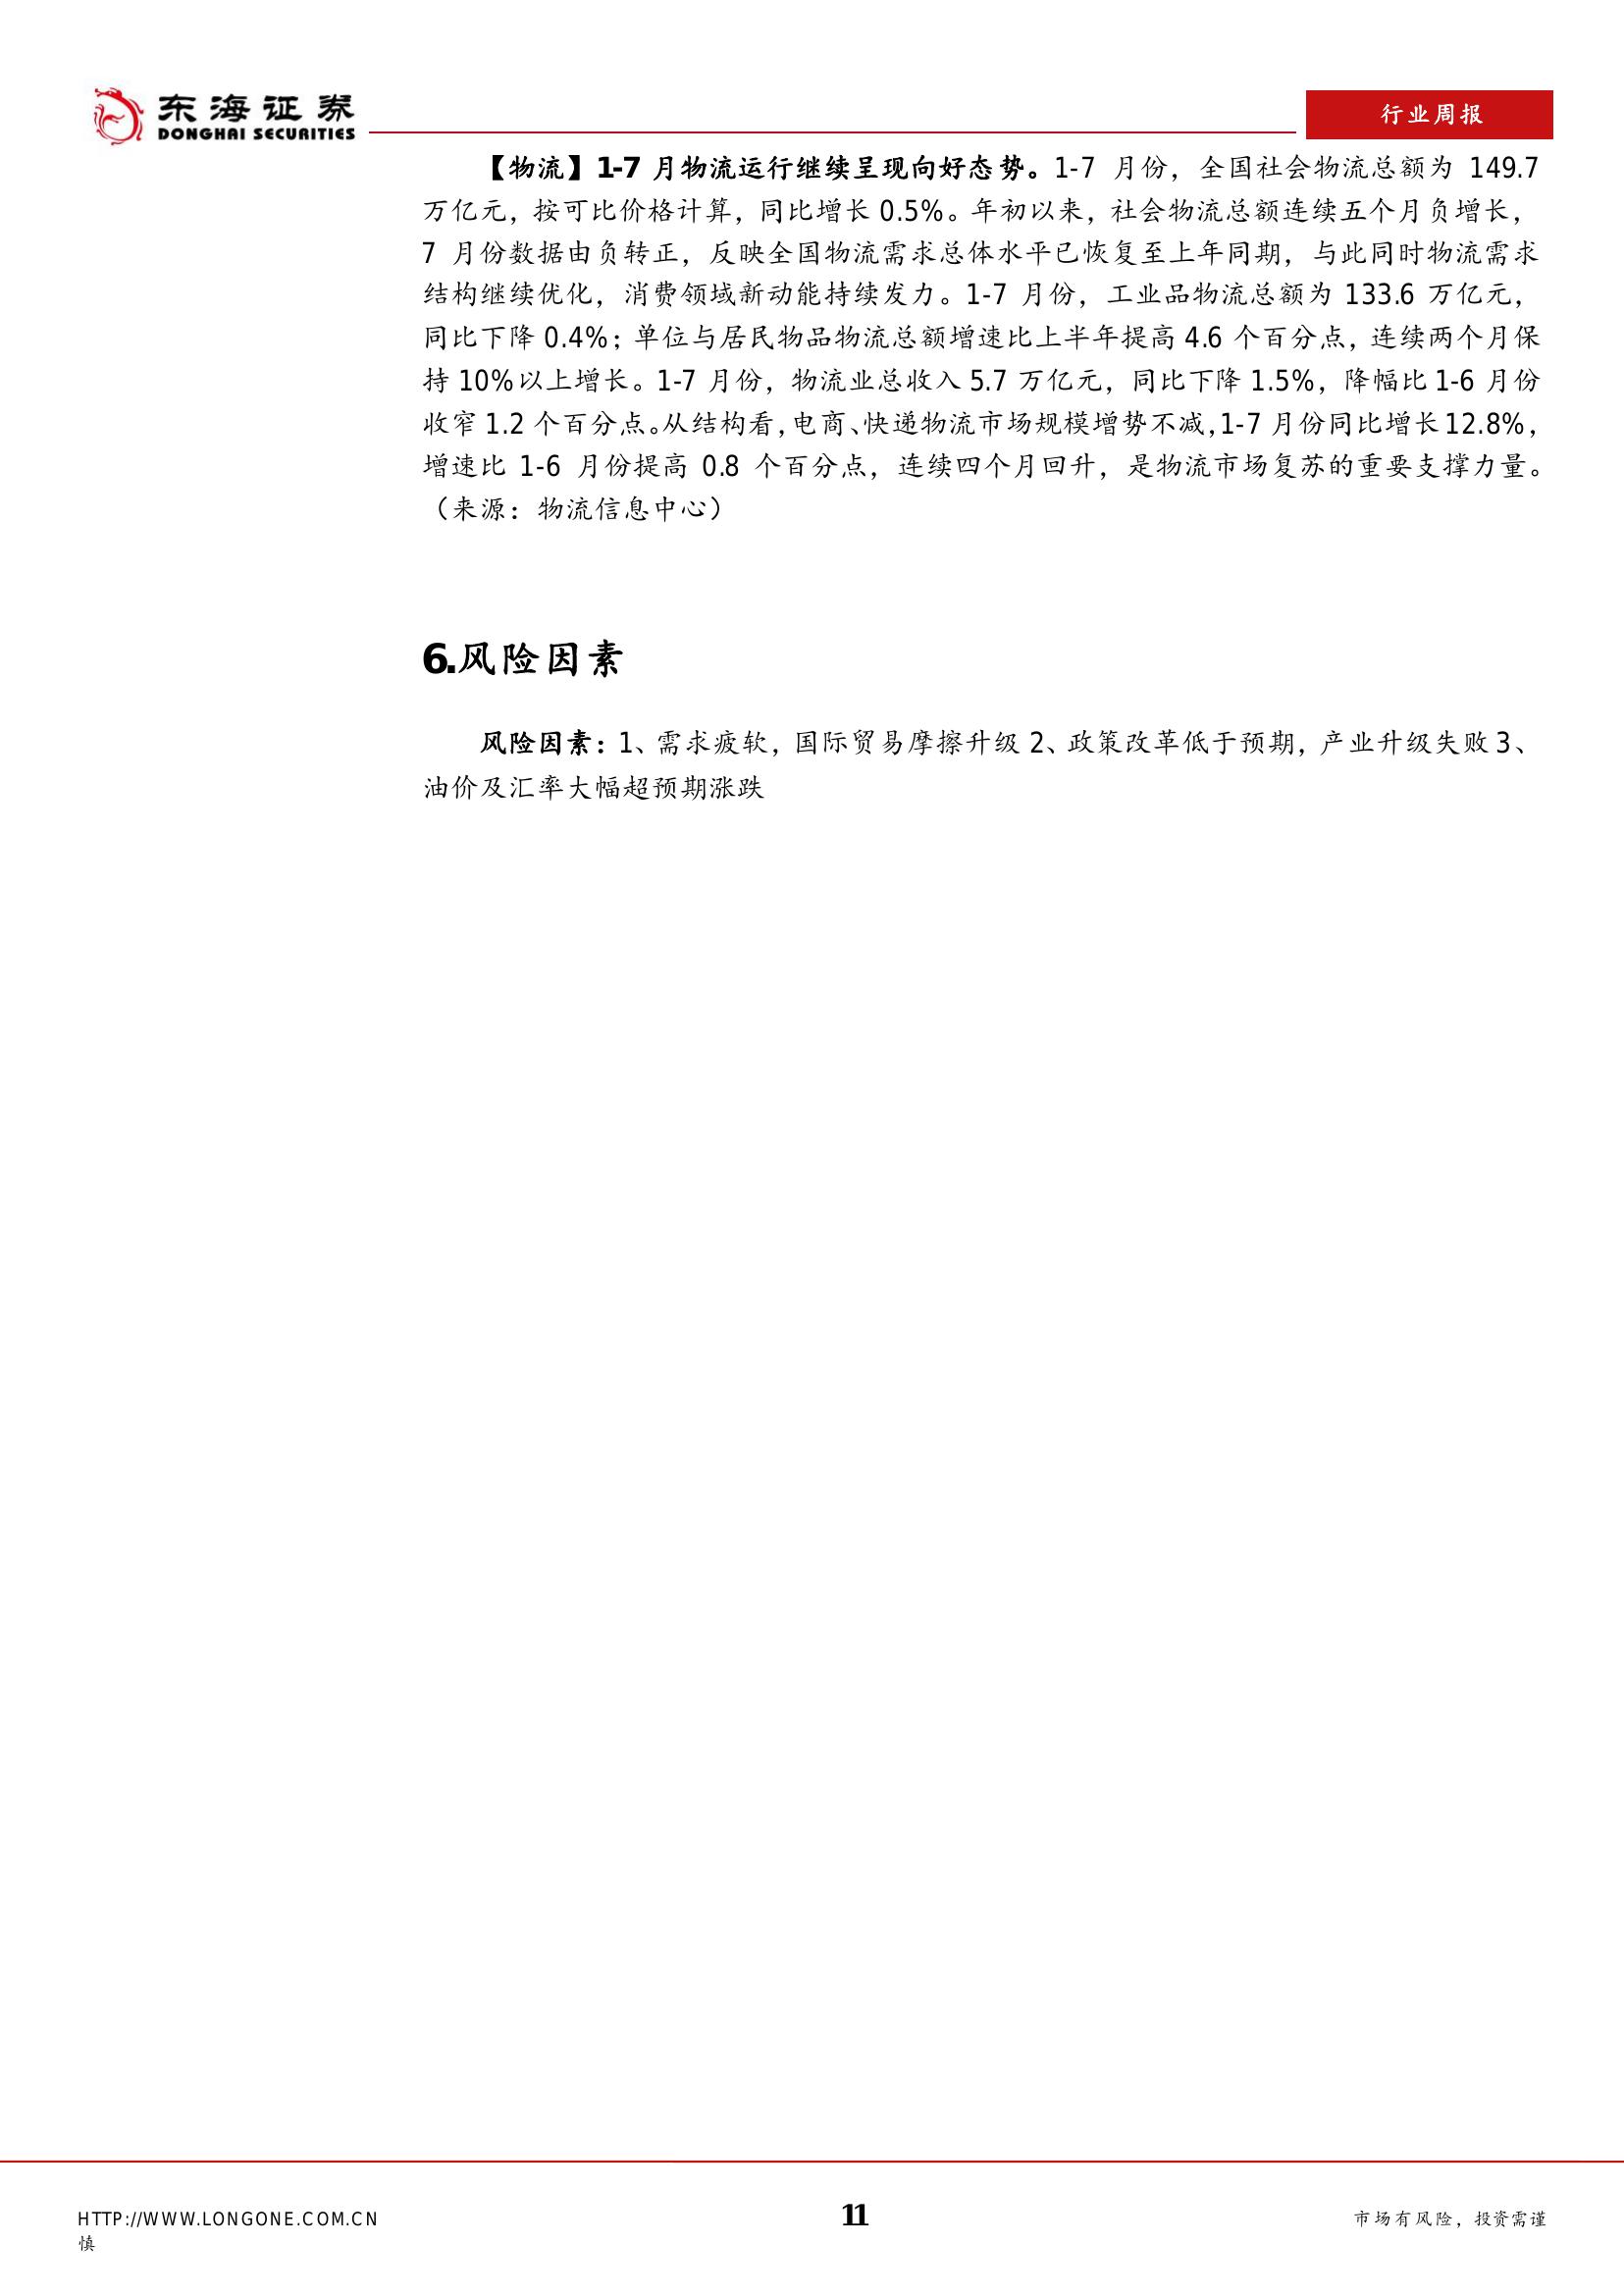 东海证券
DONGHAI SECURITIES
行业周报
【物流】1-7 月物流运行继续呈现向好态势。1-7 月份，全国社会物流总额为 149.7
万亿元，按可比价格计算，同比增长 0.5%。年初以来，社会物流总额连续五个月负增长，
7 月份数据由负转正，反映全国物流需求总体水平已恢复至上年同期，与此同时物流需求
结构继续优化，消费领域新动能持续发力。1-7 月份，工业品物流总额为 133.6 万亿元，
同比下降 0.4%；单位与居民物品物流总额增速比上半年提高 4.6 个百分点，连续两个月保
持 10%以上增长。1-7 月份，物流业总收入 5.7 万亿元，同比下降 1.5%，降幅比 1-6 月份
收窄 1.2 个百分点。从结构看，电商、快递物流市场规模增势不减，1-7 月份同比增长 12.8%，
增速比 1-6 月份提高 0.8 个百分点，连续四个月回升，是物流市场复苏的重要支撑力量。
（来源：物流信息中心）
6.风险因素
风险因素：1、需求疲软，国际贸易摩擦升级 2、政策改革低于预期，产业升级失败 3、
油价及汇率大幅超预期涨跌
HTTP://WWW.LONGONE.COM.CN
11
市场有风险，投资需谨
慎